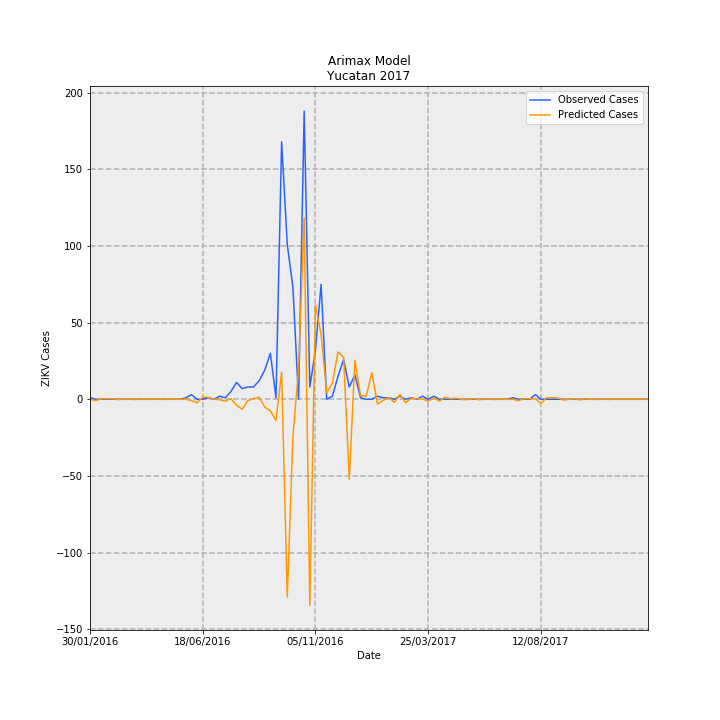 Arimax Model
Yucatan 2017
Observed Cases
Predicted Cases
200
150
100
50
0
−50
−100
−150
ZIKV Cases
30/01/2016
18/06/2016
05/11/2016
25/03/2017
12/08/2017
Date